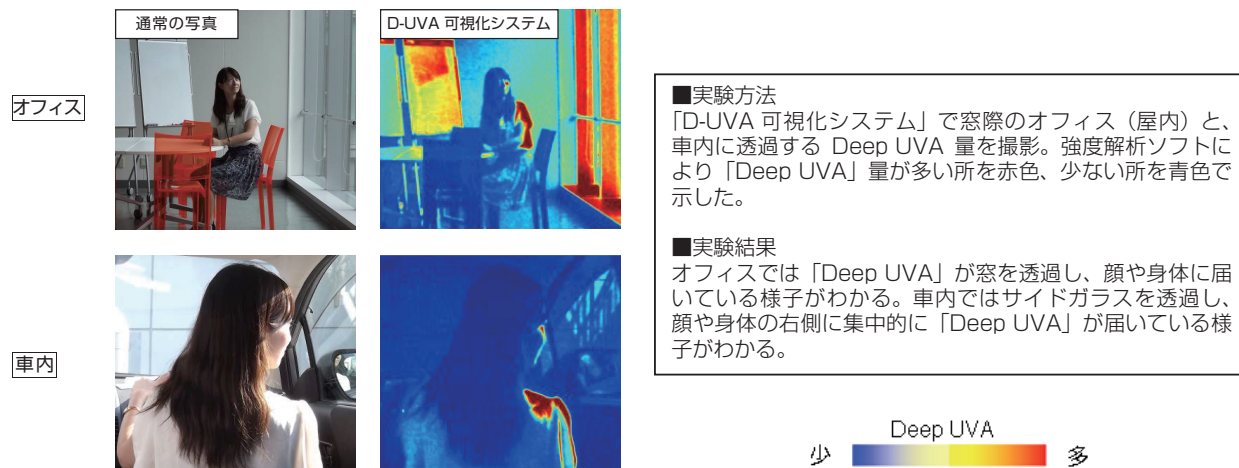 通常の写真
D-UVA 可視化システム
オフィス
■実験方法
「D-UVA 可視化システム」で窓際のオフィス（屋内）と、
車内に透過する Deep UVA 量を撮影。強度解析ソフトに
より「Deep UVA」量が多い所を赤色、少ない所を青色で
示した。
■実験結果
オフィスでは「Deep UVA」が窓を透過し、顔や身体に届
いている様子がわかる。車内ではサイドガラスを透過し、
顔や身体の右側に集中的に「Deep UVA」が届いている様
子がわかる。
車内
Deep UVA
少
多